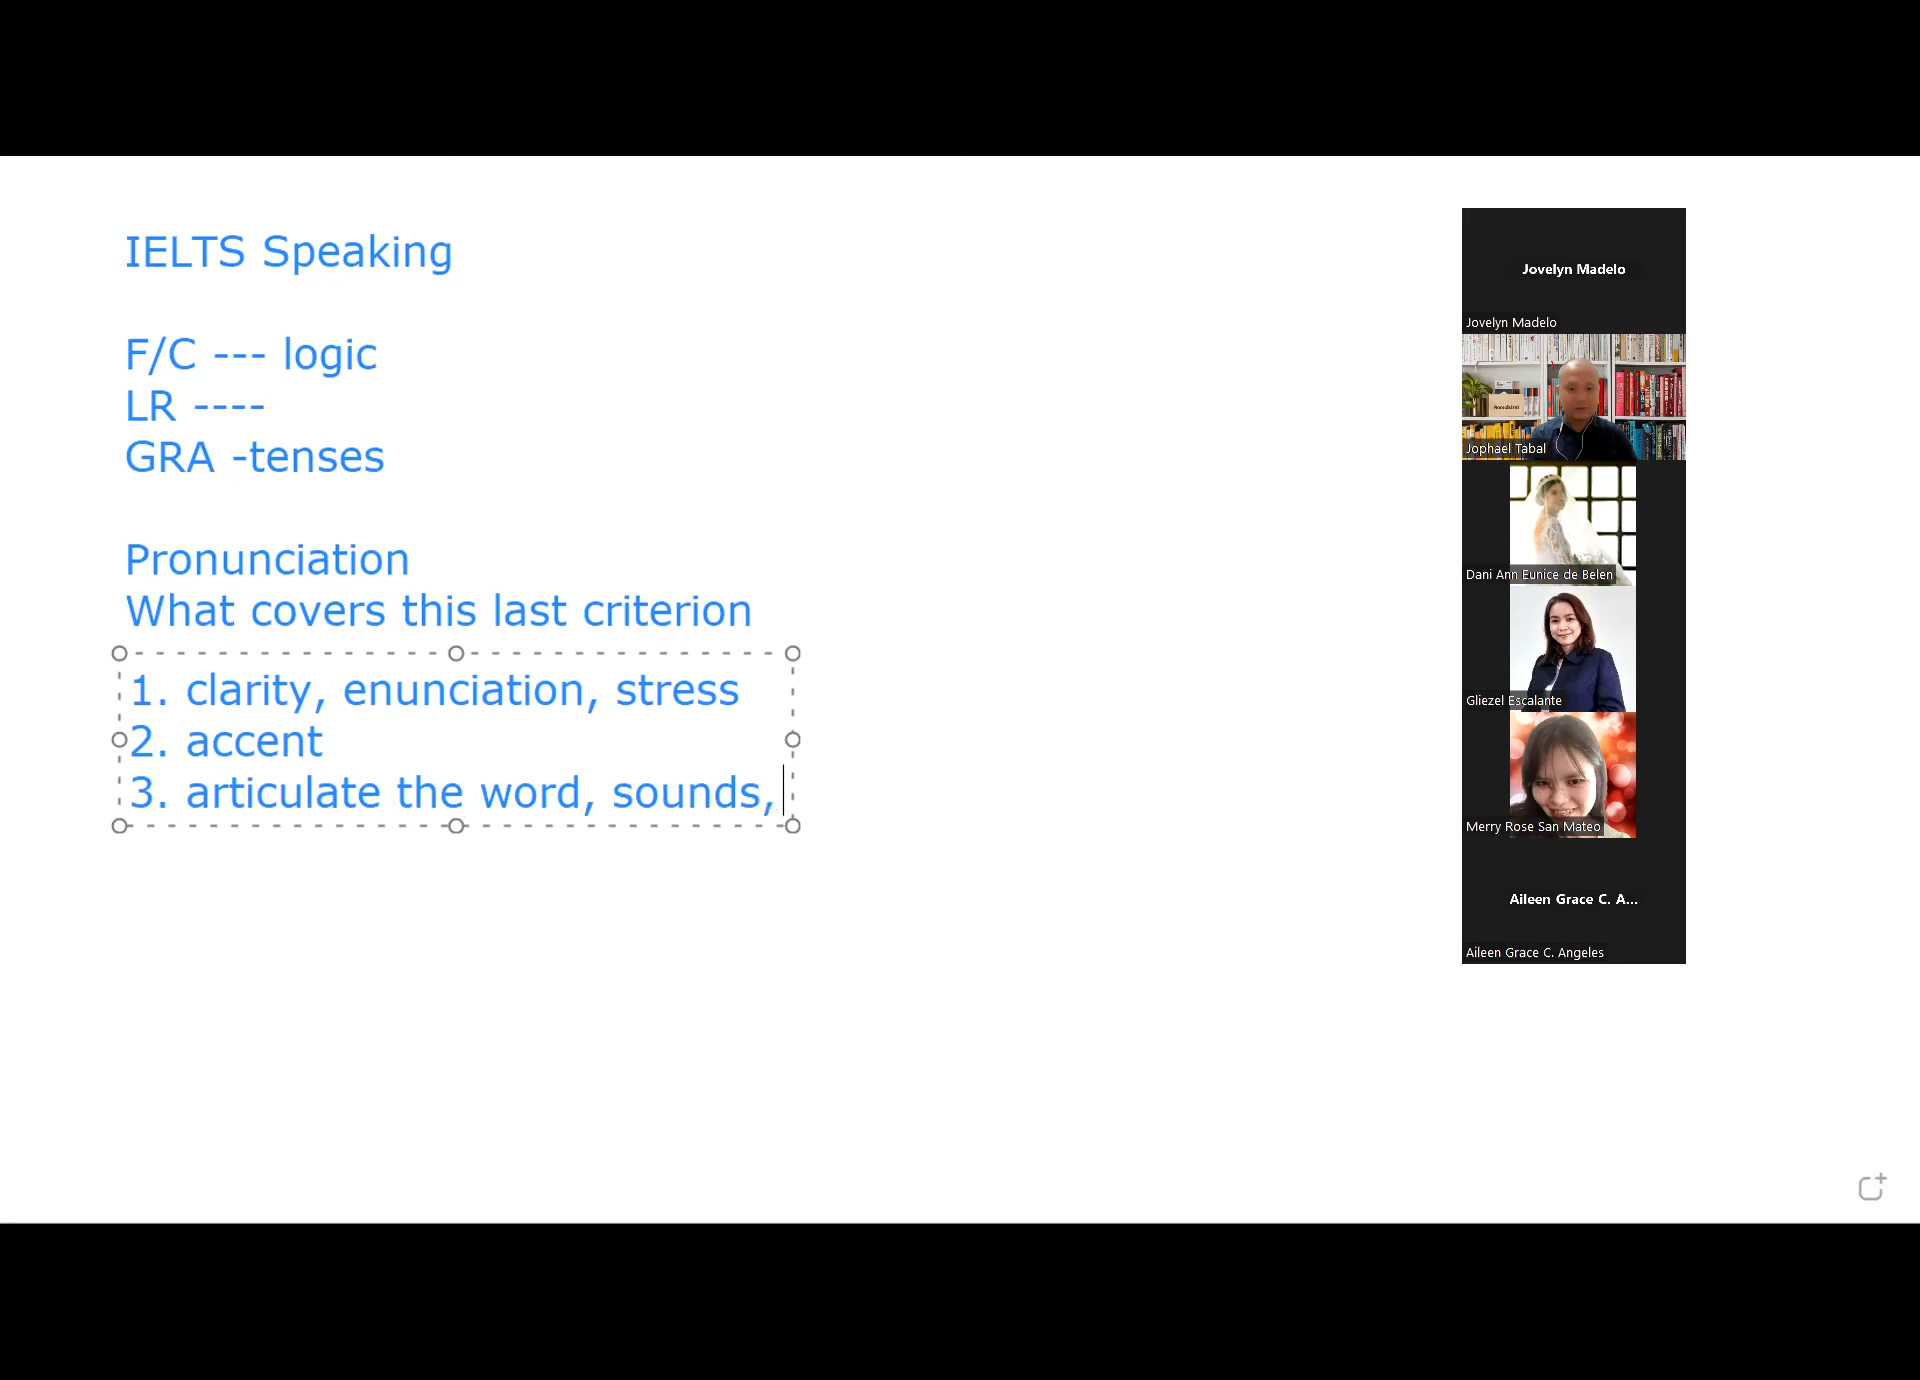 IELTS Speaking
F/C --- logic
LR ----
GRA -tenses
Pronunciation
What covers this last criterion
1. clarity, enunciation, stress
2. accent
3. articulate the word, sounds,
Jovelyn Madelo
Jovelyn Madelo
Jophael Tabal
Dani Ann Eunice de Belen
Gliezel Escalante
Merry Rose San Mateo
Aileen Grace C. A...
Aileen Grace C. Angeles